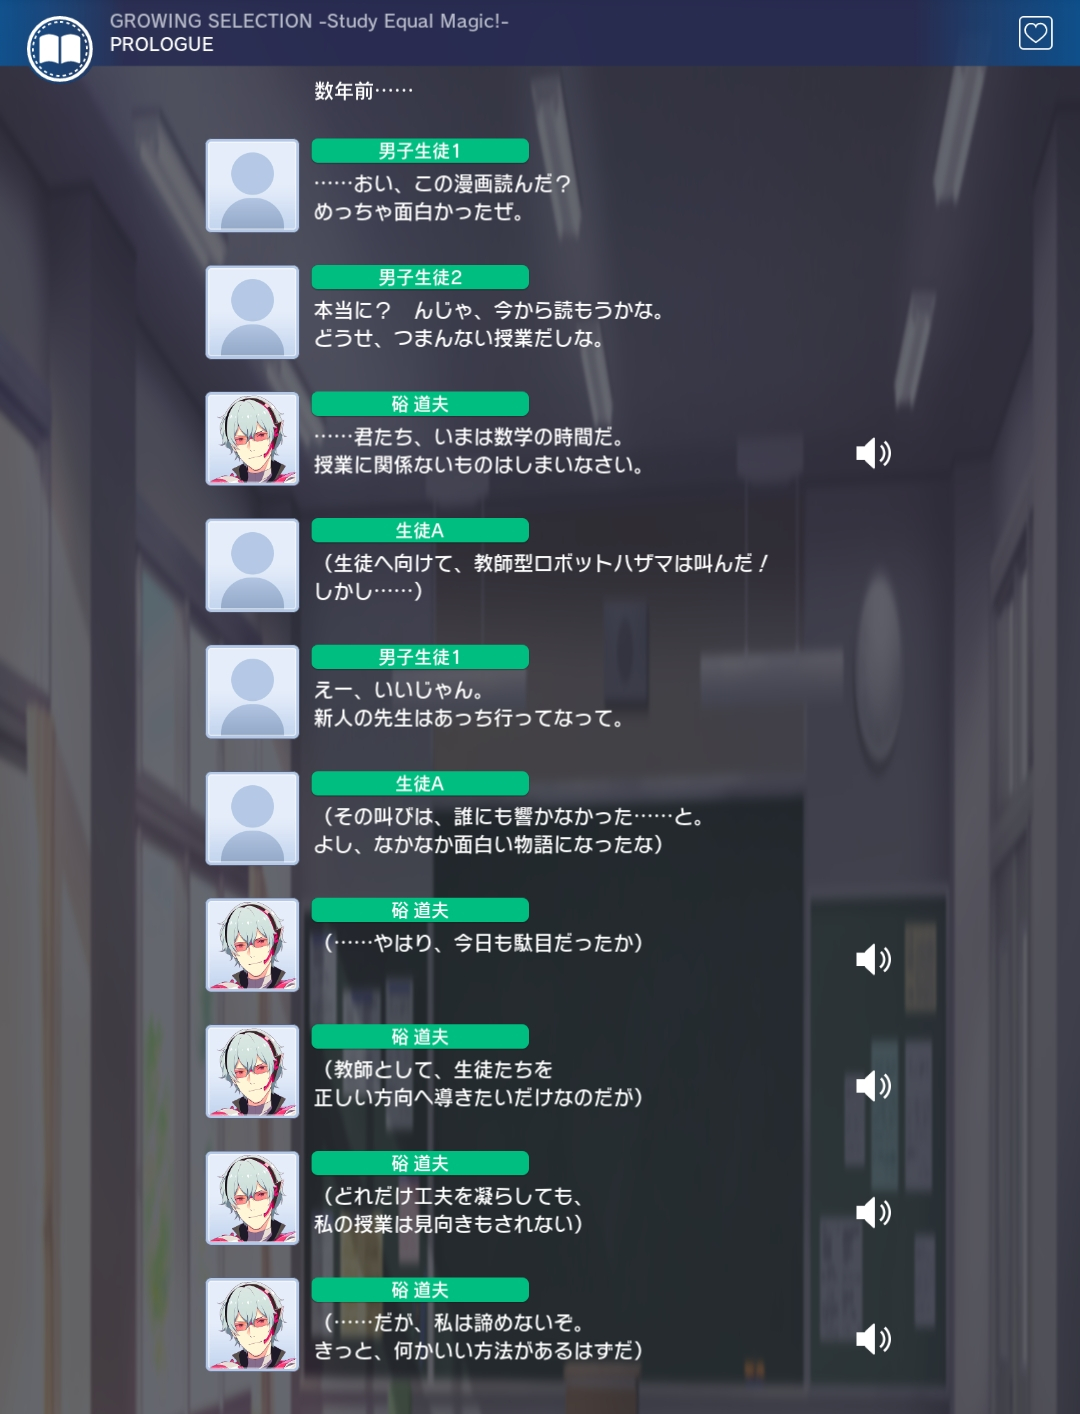 GROWING SELECTION -Study Equal Magic!-
PROLOGUE
数年前……
男子生徒1
……おい、この漫画読んだ？
めっちゃ面白かったぜ。
男子生徒2
本当に？　んじゃ、今から読もうかな。
どうせ、つまんない授業だしな。
硲 道夫
……君たち、いまは数学の時間だ。
授業に関係ないものはしまいなさい。
生徒A
（生徒へ向けて、教師型ロボットハザマは叫んだ！
しかし……）
男子生徒1
えー、いいじゃん。
新人の先生はあっち行ってなって。
生徒A
（その叫びは、誰にも響かなかった……と。
よし、なかなか面白い物語になったな）
硲 道夫
（……やはり、今日も駄目だったか）
硲 道夫
（教師として、生徒たちを
正しい方向へ導きたいだけなのだが）
硲 道夫
（どれだけ工夫を凝らしても、
私の授業は見向きもされない）
硲 道夫
（……だが、私は諦めないぞ。
きっと、何かいい方法があるはずだ）